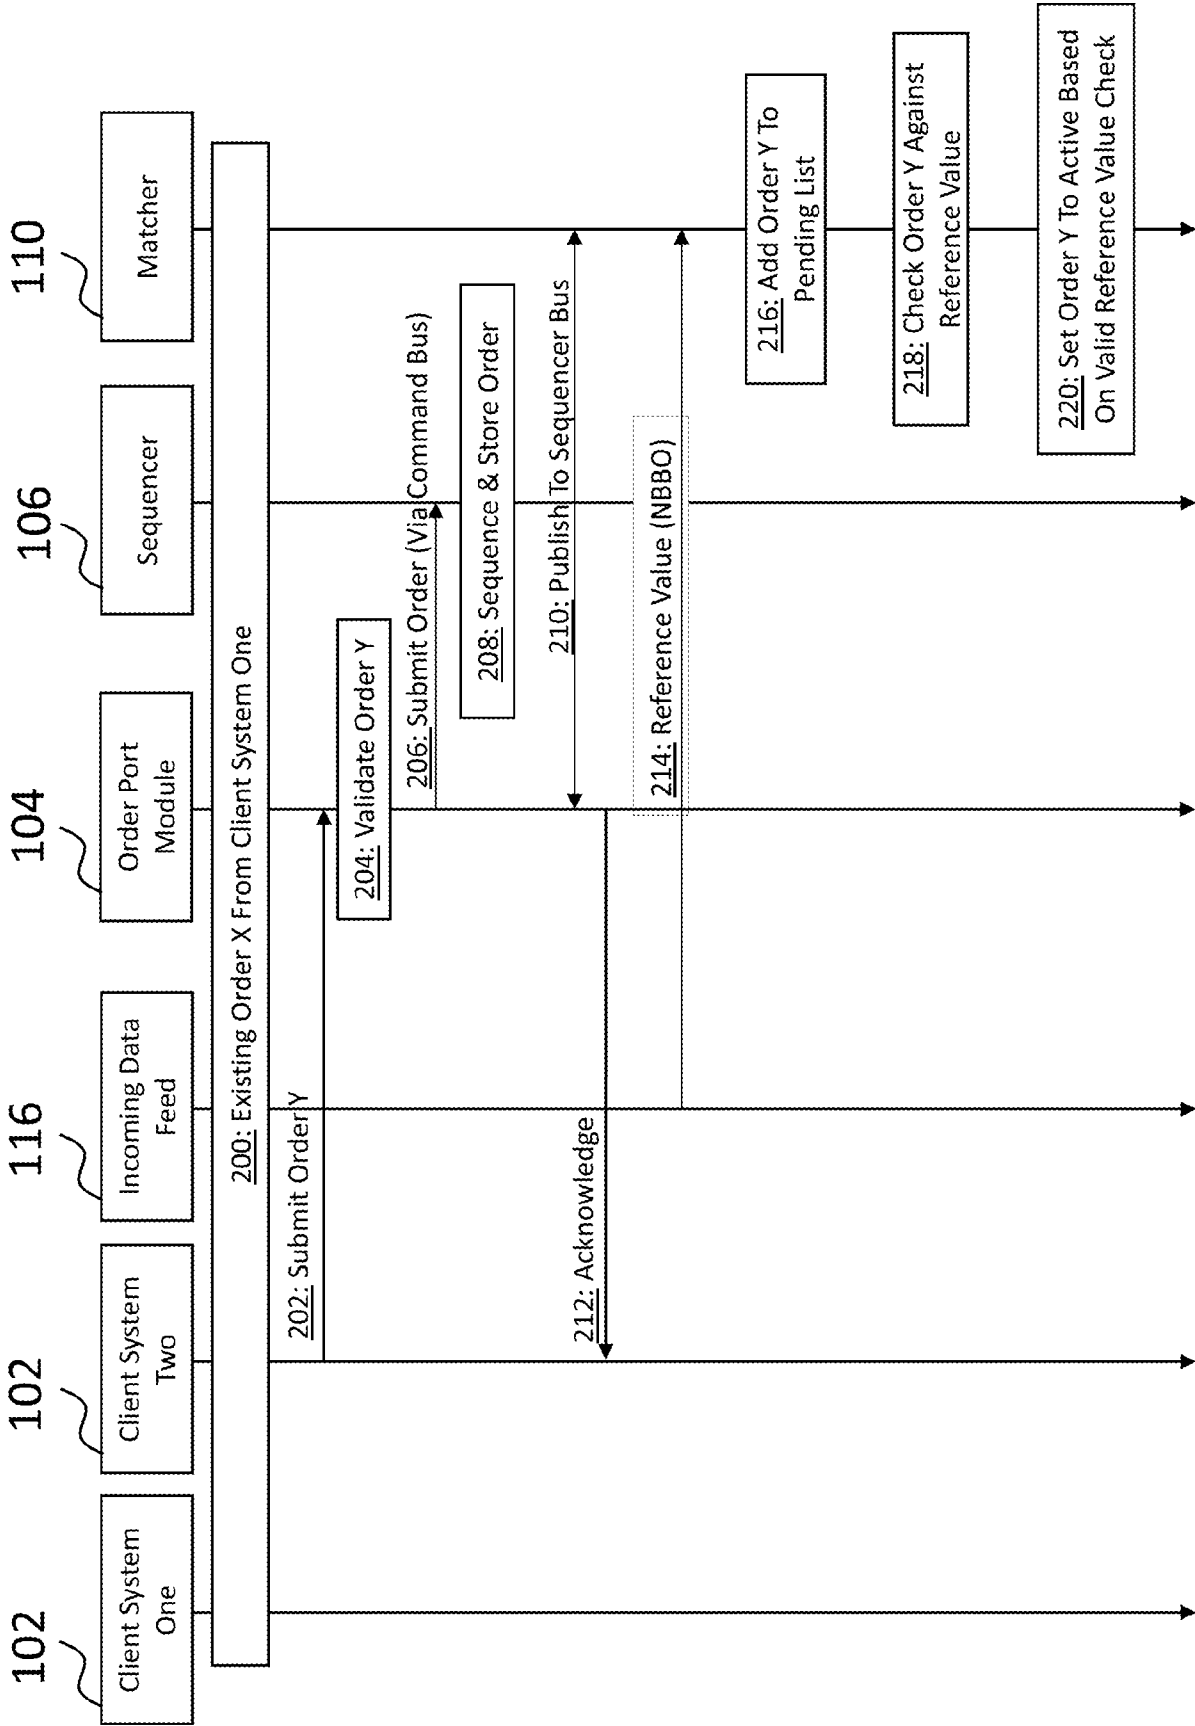 102
102
116
104
106
110
Client System
One
Client System
Two
Incoming Data
Feed
Order Port
Module
Sequencer
Matcher
200: Existing Order X From Client System One
202: Submit Order Y
204: Validate Order Y
206: Submit Order (Via Command Bus)
208: Sequence & Store Order
210: Publish To Sequencer Bus
212: Acknowledge
214: Reference Value (NBBO)
216: Add Order Y To
Pending List
218: Check Order Y Against
Reference Value
220: Set Order Y To Active Based
On Valid Reference Value Check